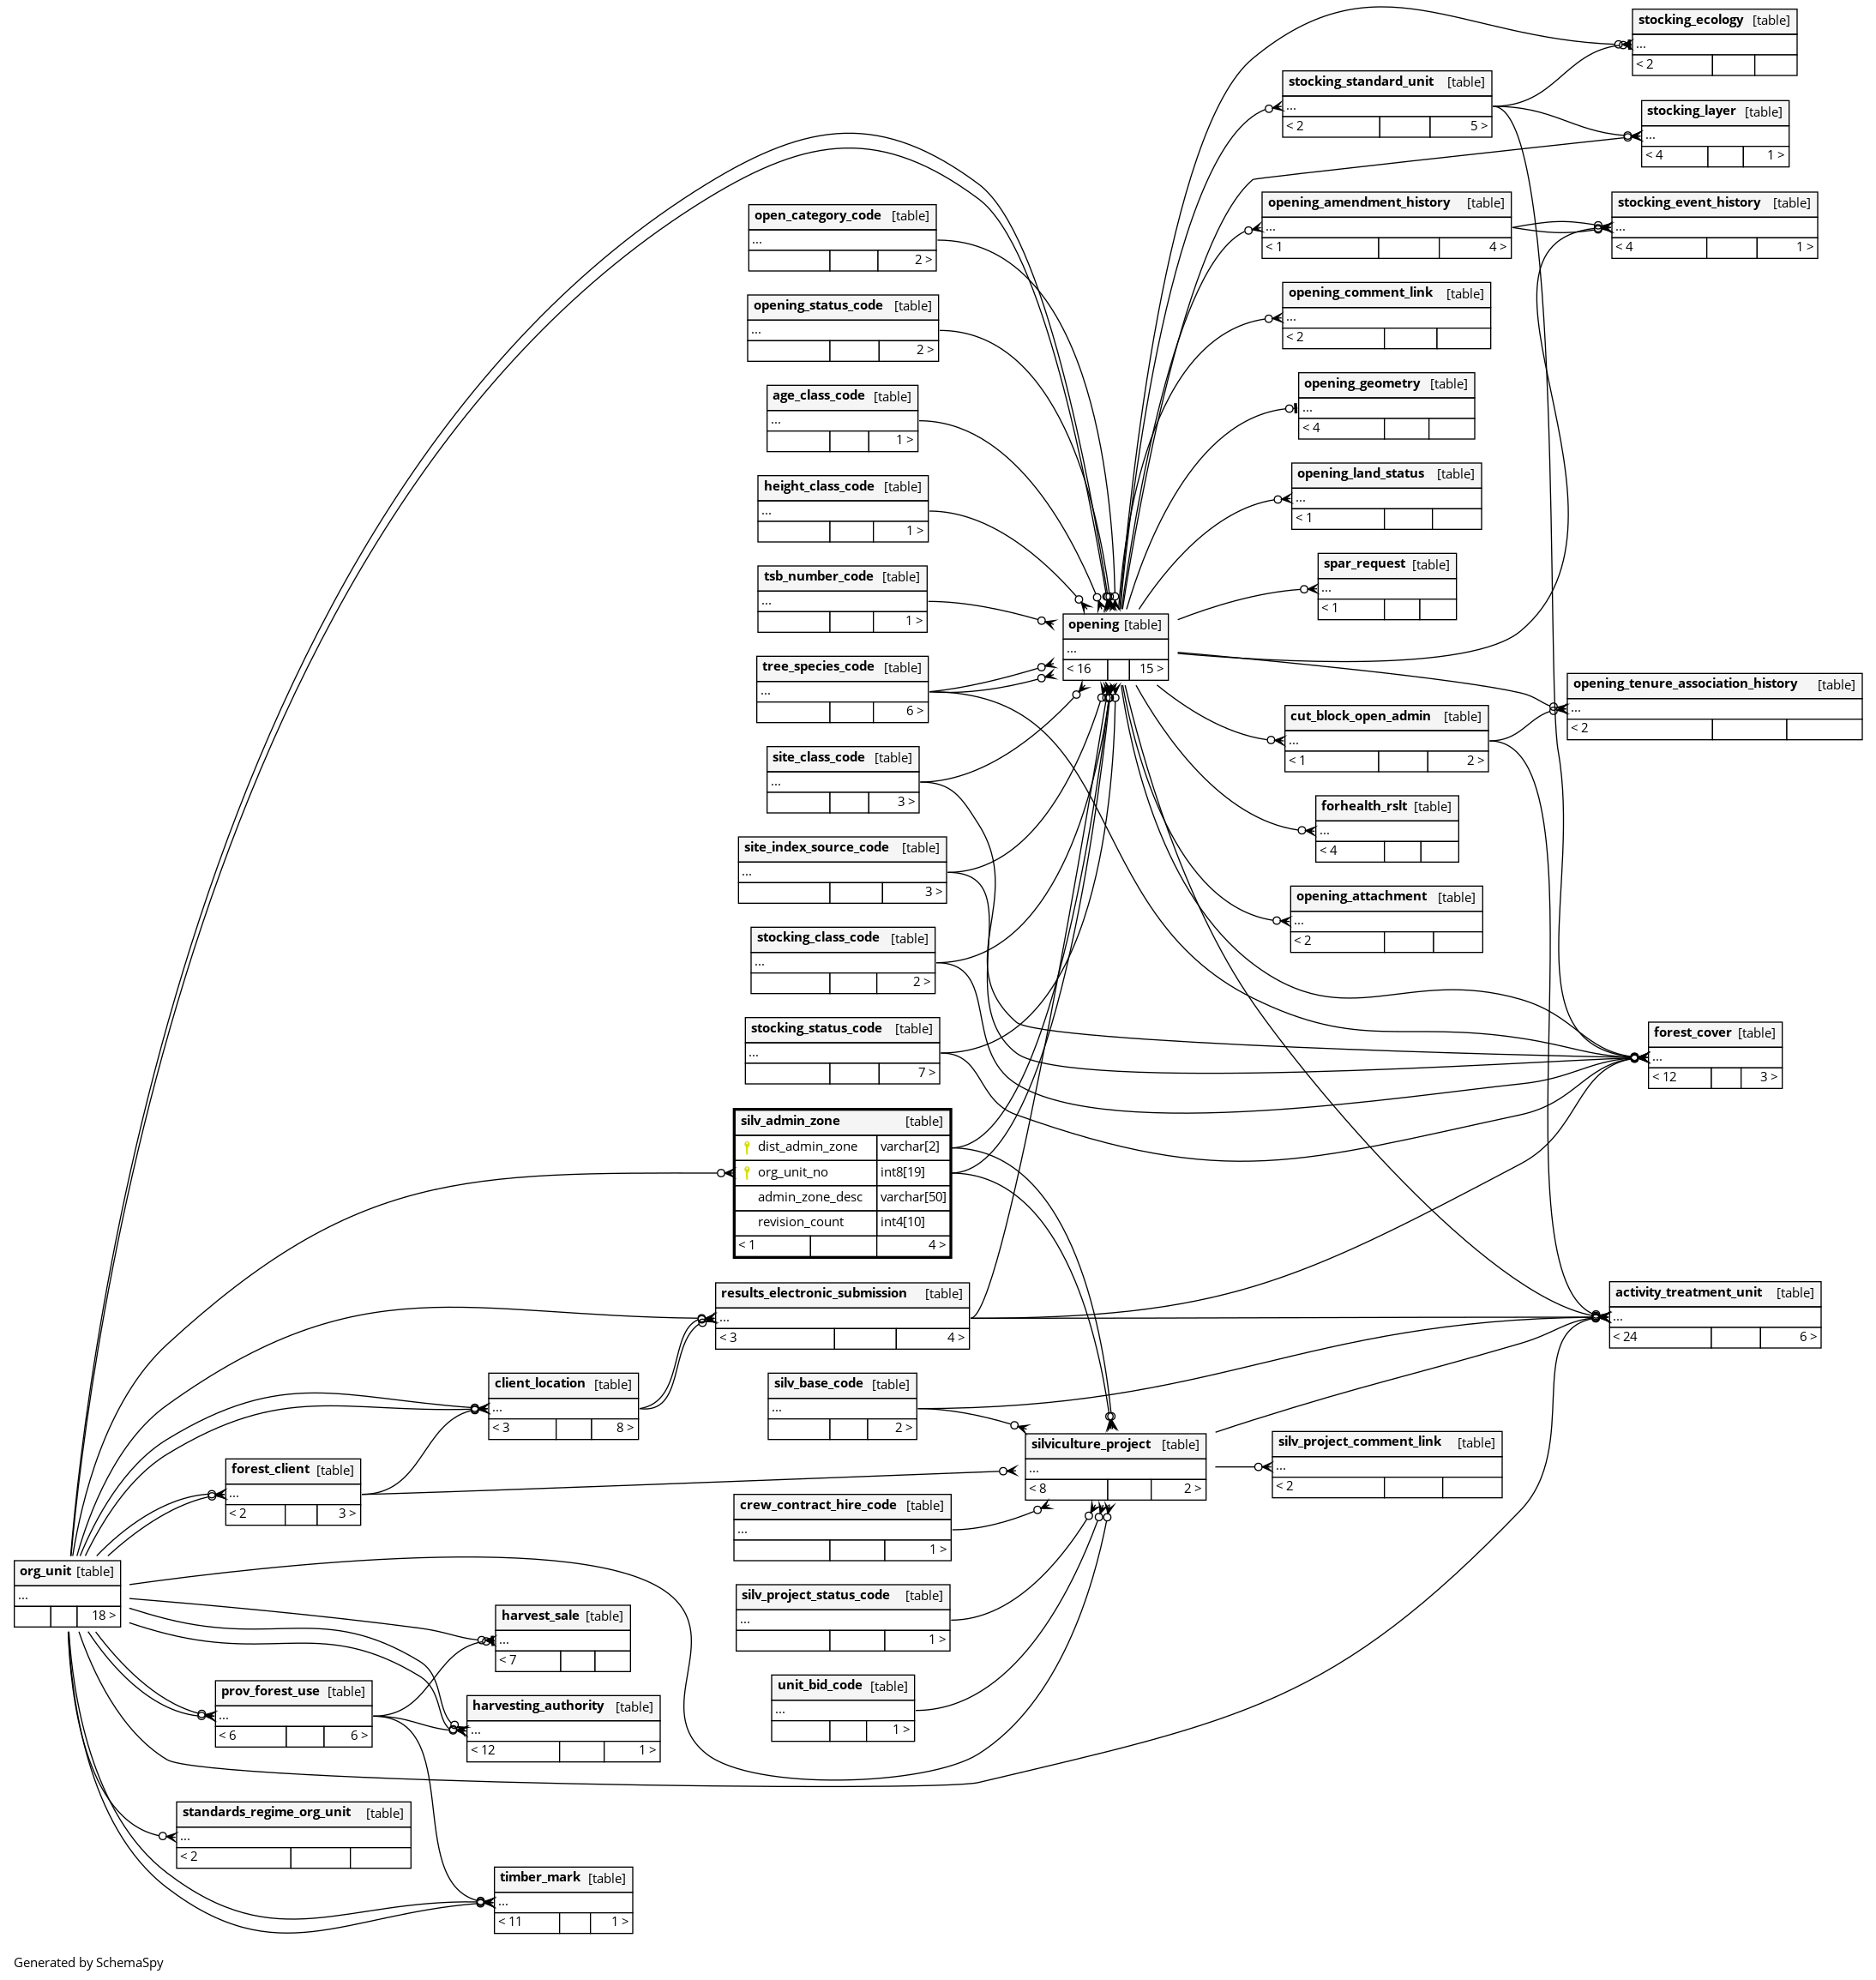 stocking_ecology [table]
...
< 2
stocking_standard_unit [table]
...
< 2 5 >
stocking_layer [table]
...
< 4 1 >
opening_amendment_history [table]
...
< 1 4 >
stocking_event_history [table]
...
< 4 1 >
open_category_code [table]
...
2 >
opening_comment_link [table]
...
< 2
opening_status_code [table]
...
2 >
opening_geometry [table]
...
< 4
age_class_code [table]
...
1 >
opening_land_status [table]
...
< 1
height_class_code [table]
...
1 >
spar_request [table]
...
< 1
tsb_number_code [table]
...
1 >
opening [table]
...
< 16 15 >
tree_species_code [table]
...
6 >
opening_tenure_association_history [table]
...
< 2
cut_block_open_admin [table]
...
< 1 2 >
site_class_code [table]
...
3 >
forhealth_rslt [table]
...
< 4
site_index_source_code [table]
...
3 >
opening_attachment [table]
...
< 2
stocking_class_code [table]
...
2 >
stocking_status_code [table]
...
7 >
forest_cover [table]
...
< 12 3 >
silv_admin_zone [table]
dist_admin_zone varchar[2]
org_unit_no int8[19]
admin_zone_desc varchar[50]
revision_count int4[10]
< 1 4 >
results_electronic_submission [table]
...
< 3 4 >
activity_treatment_unit [table]
...
< 24 6 >
client_location [table]
...
< 3 8 >
silv_base_code [table]
...
2 >
silviculture_project [table]
...
< 8 2 >
silv_project_comment_link [table]
...
< 2
forest_client [table]
...
< 2 3 >
crew_contract_hire_code [table]
...
1 >
org_unit [table]
...
18 >
silv_project_status_code [table]
...
1 >
harvest_sale [table]
...
< 7
unit_bid_code [table]
...
1 >
prov_forest_use [table]
...
< 6 6 >
harvesting_authority [table]
...
< 12 1 >
standards_regime_org_unit [table]
...
< 2
timber_mark [table]
...
< 11 1 >
Generated by SchemaSpy